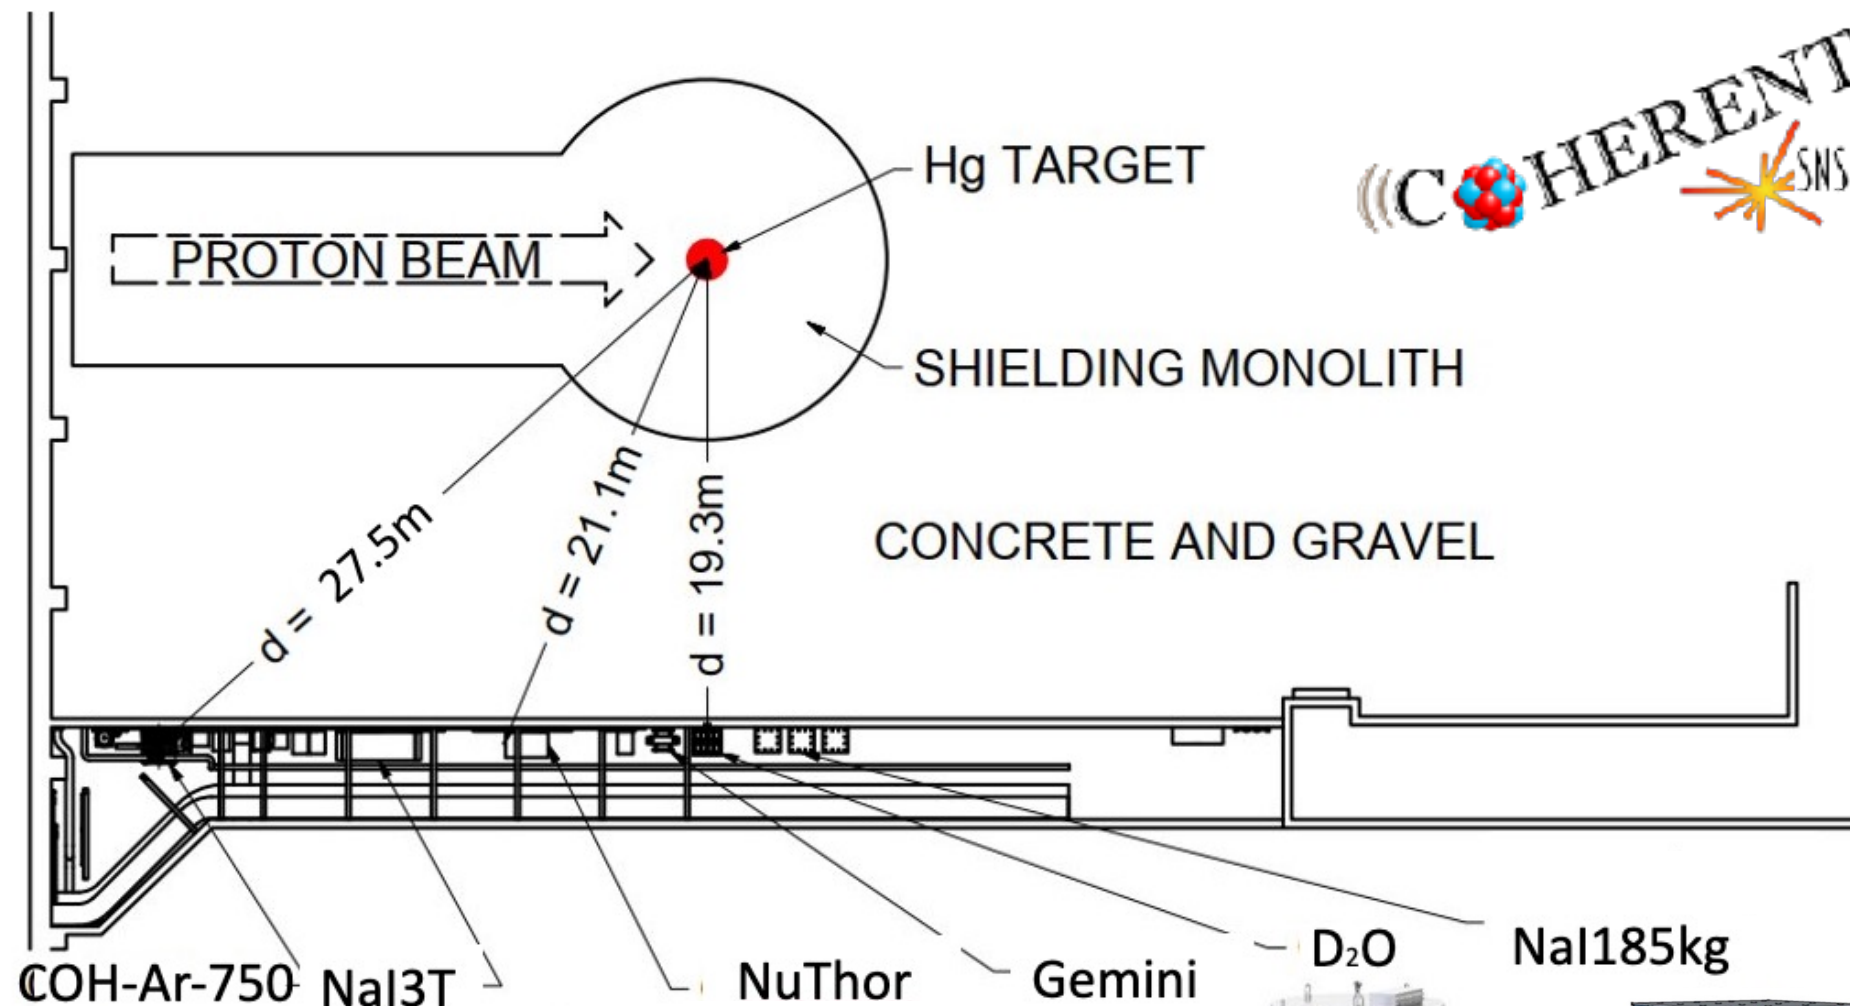 ((COHERENT
SNS
Hg TARGET
PROTON BEAM
SHIELDING MONOLITH
d = 27.5m
d = 21.1m
d = 19.3m
CONCRETE AND GRAVEL
COH-Ar-750
NaI3T
NuThor
Gemini
D₂O
NaI185kg